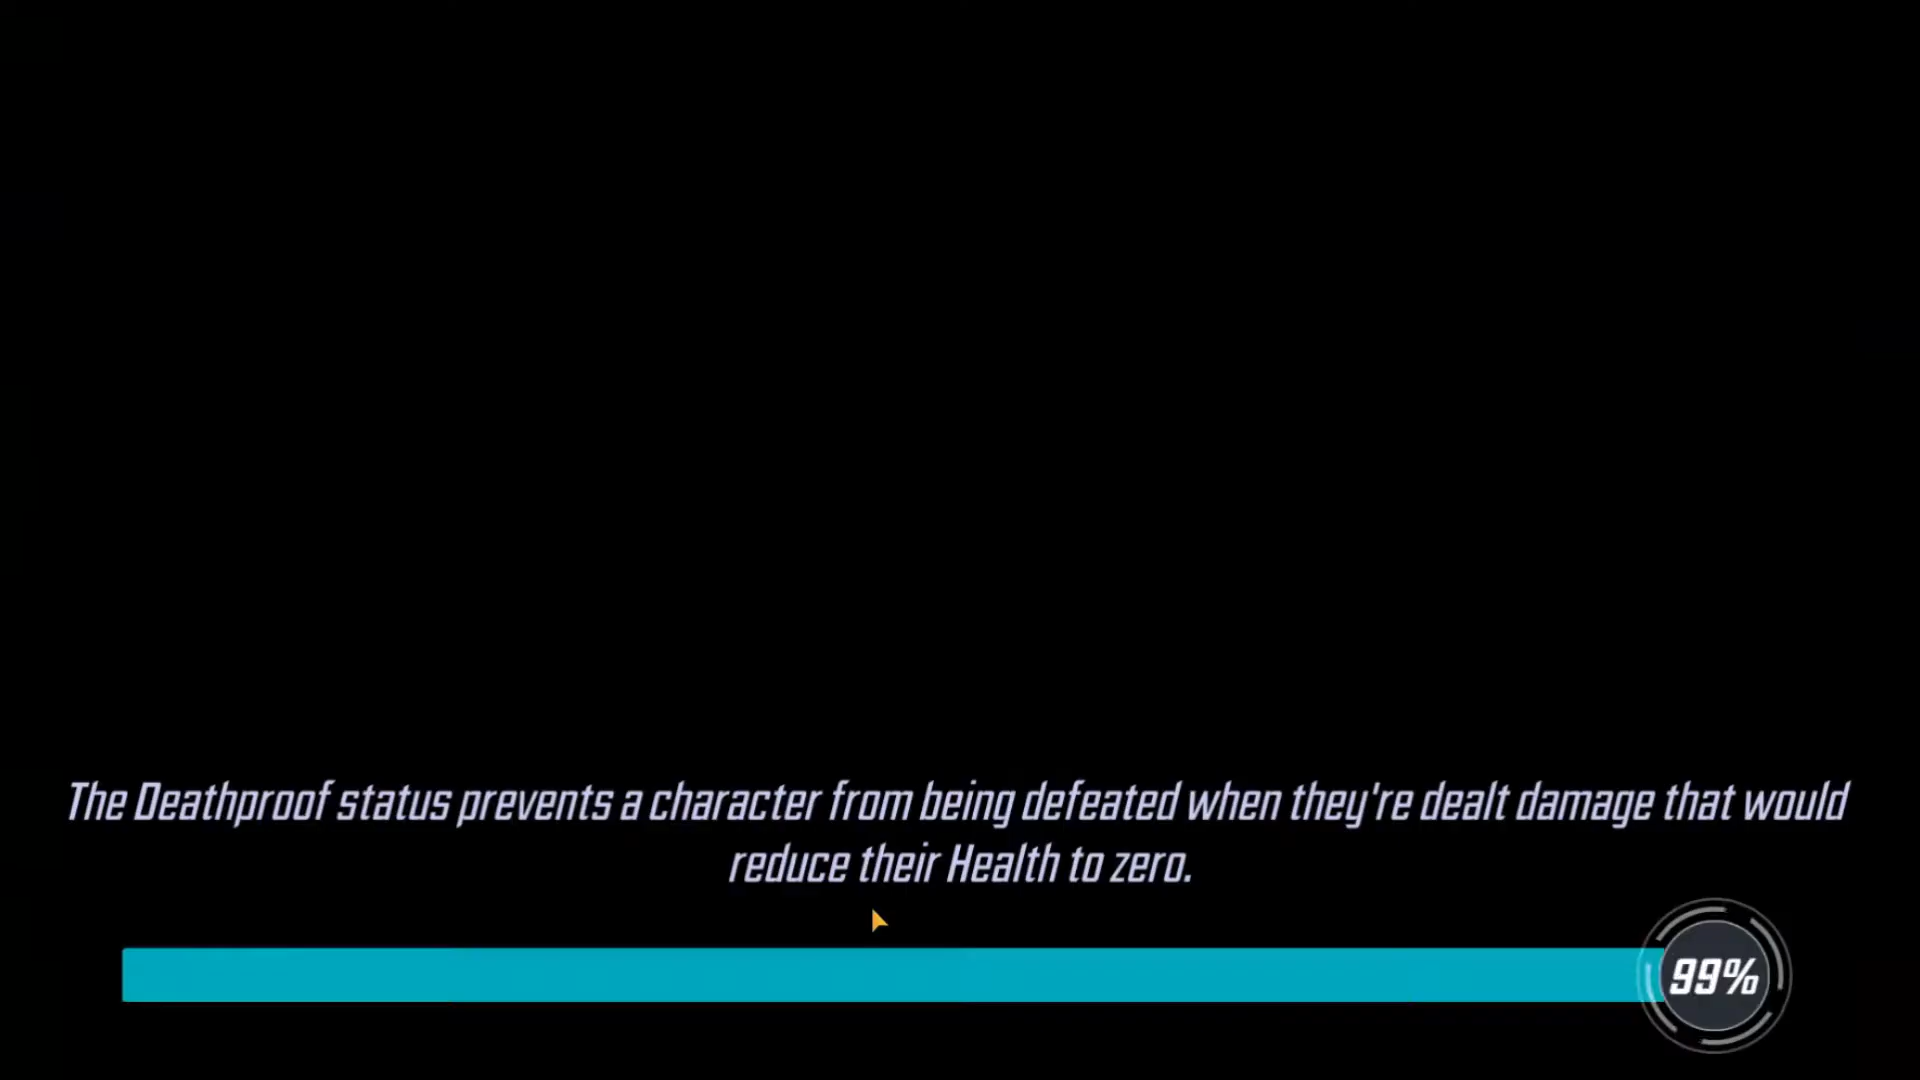 The Deathproof status prevents a character from being defeated when they're dealt damage that would
reduce their Health to zero.
99%